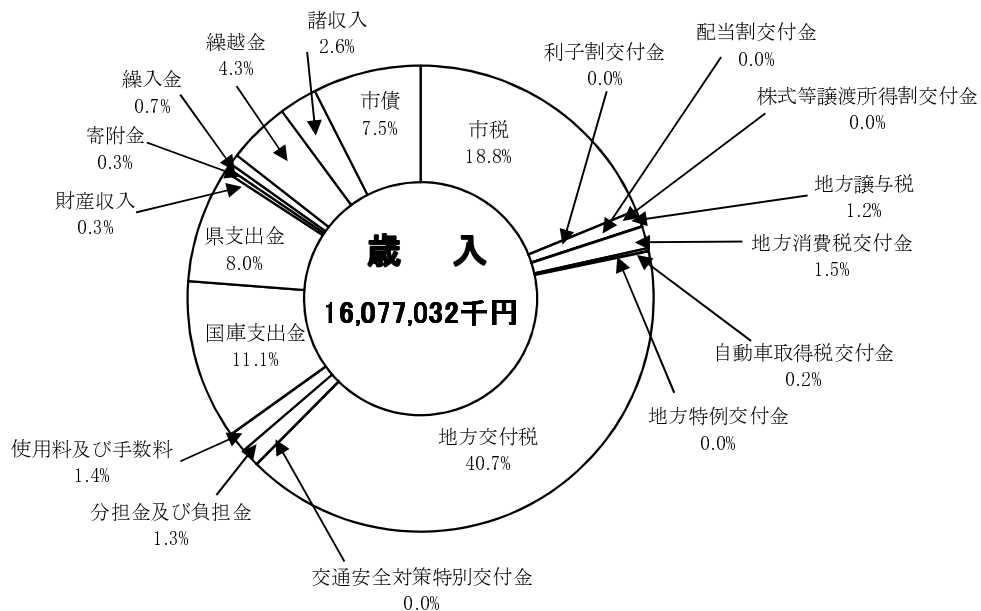 歳　入
16,077,032千円
市税
18.8%
利子割交付金
0.0%
配当割交付金
0.0%
株式等譲渡所得割交付金
0.0%
地方譲与税
1.2%
地方消費税交付金
1.5%
自動車取得税交付金
0.2%
地方特例交付金
0.0%
地方交付税
40.7%
交通安全対策特別交付金
0.0%
分担金及び負担金
1.3%
使用料及び手数料
1.4%
国庫支出金
11.1%
県支出金
8.0%
財産収入
0.3%
寄附金
0.3%
繰入金
0.7%
繰越金
4.3%
諸収入
2.6%
市債
7.5%